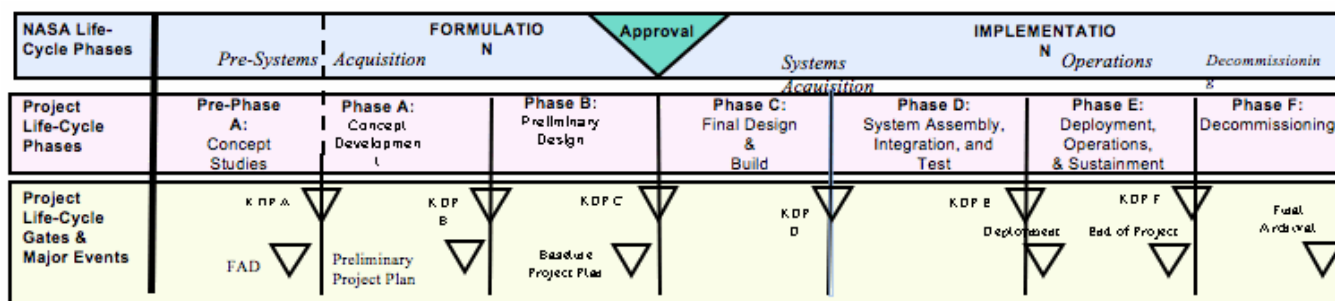 NASA Life-
Cycle Phases
FORMULATIO
N
Approval
IMPLEMENTATIO
N
Pre-Systems
Acquisition
Systems
Acquisition
Operations
Decommissionin
g
Project
Life-Cycle
Phases
Pre-Phase
A:
Concept
Studies
Phase A:
Concept
Developmen
t
Phase B:
Preliminary
Design
Phase C:
Final Design
&
Build
Phase D:
System Assembly,
Integration, and
Test
Phase E:
Deployment,
Operations,
& Sustainment
Phase F:
Decommissioning
Project
Life-Cycle
Gates &
Major Events
KDP A
KDP
B
KDP C
KDP
D
KDP E
KDP F
Final
Archival
FAD
Preliminary
Project Plan
Baseline
Project Plan
Deployment
End of Project